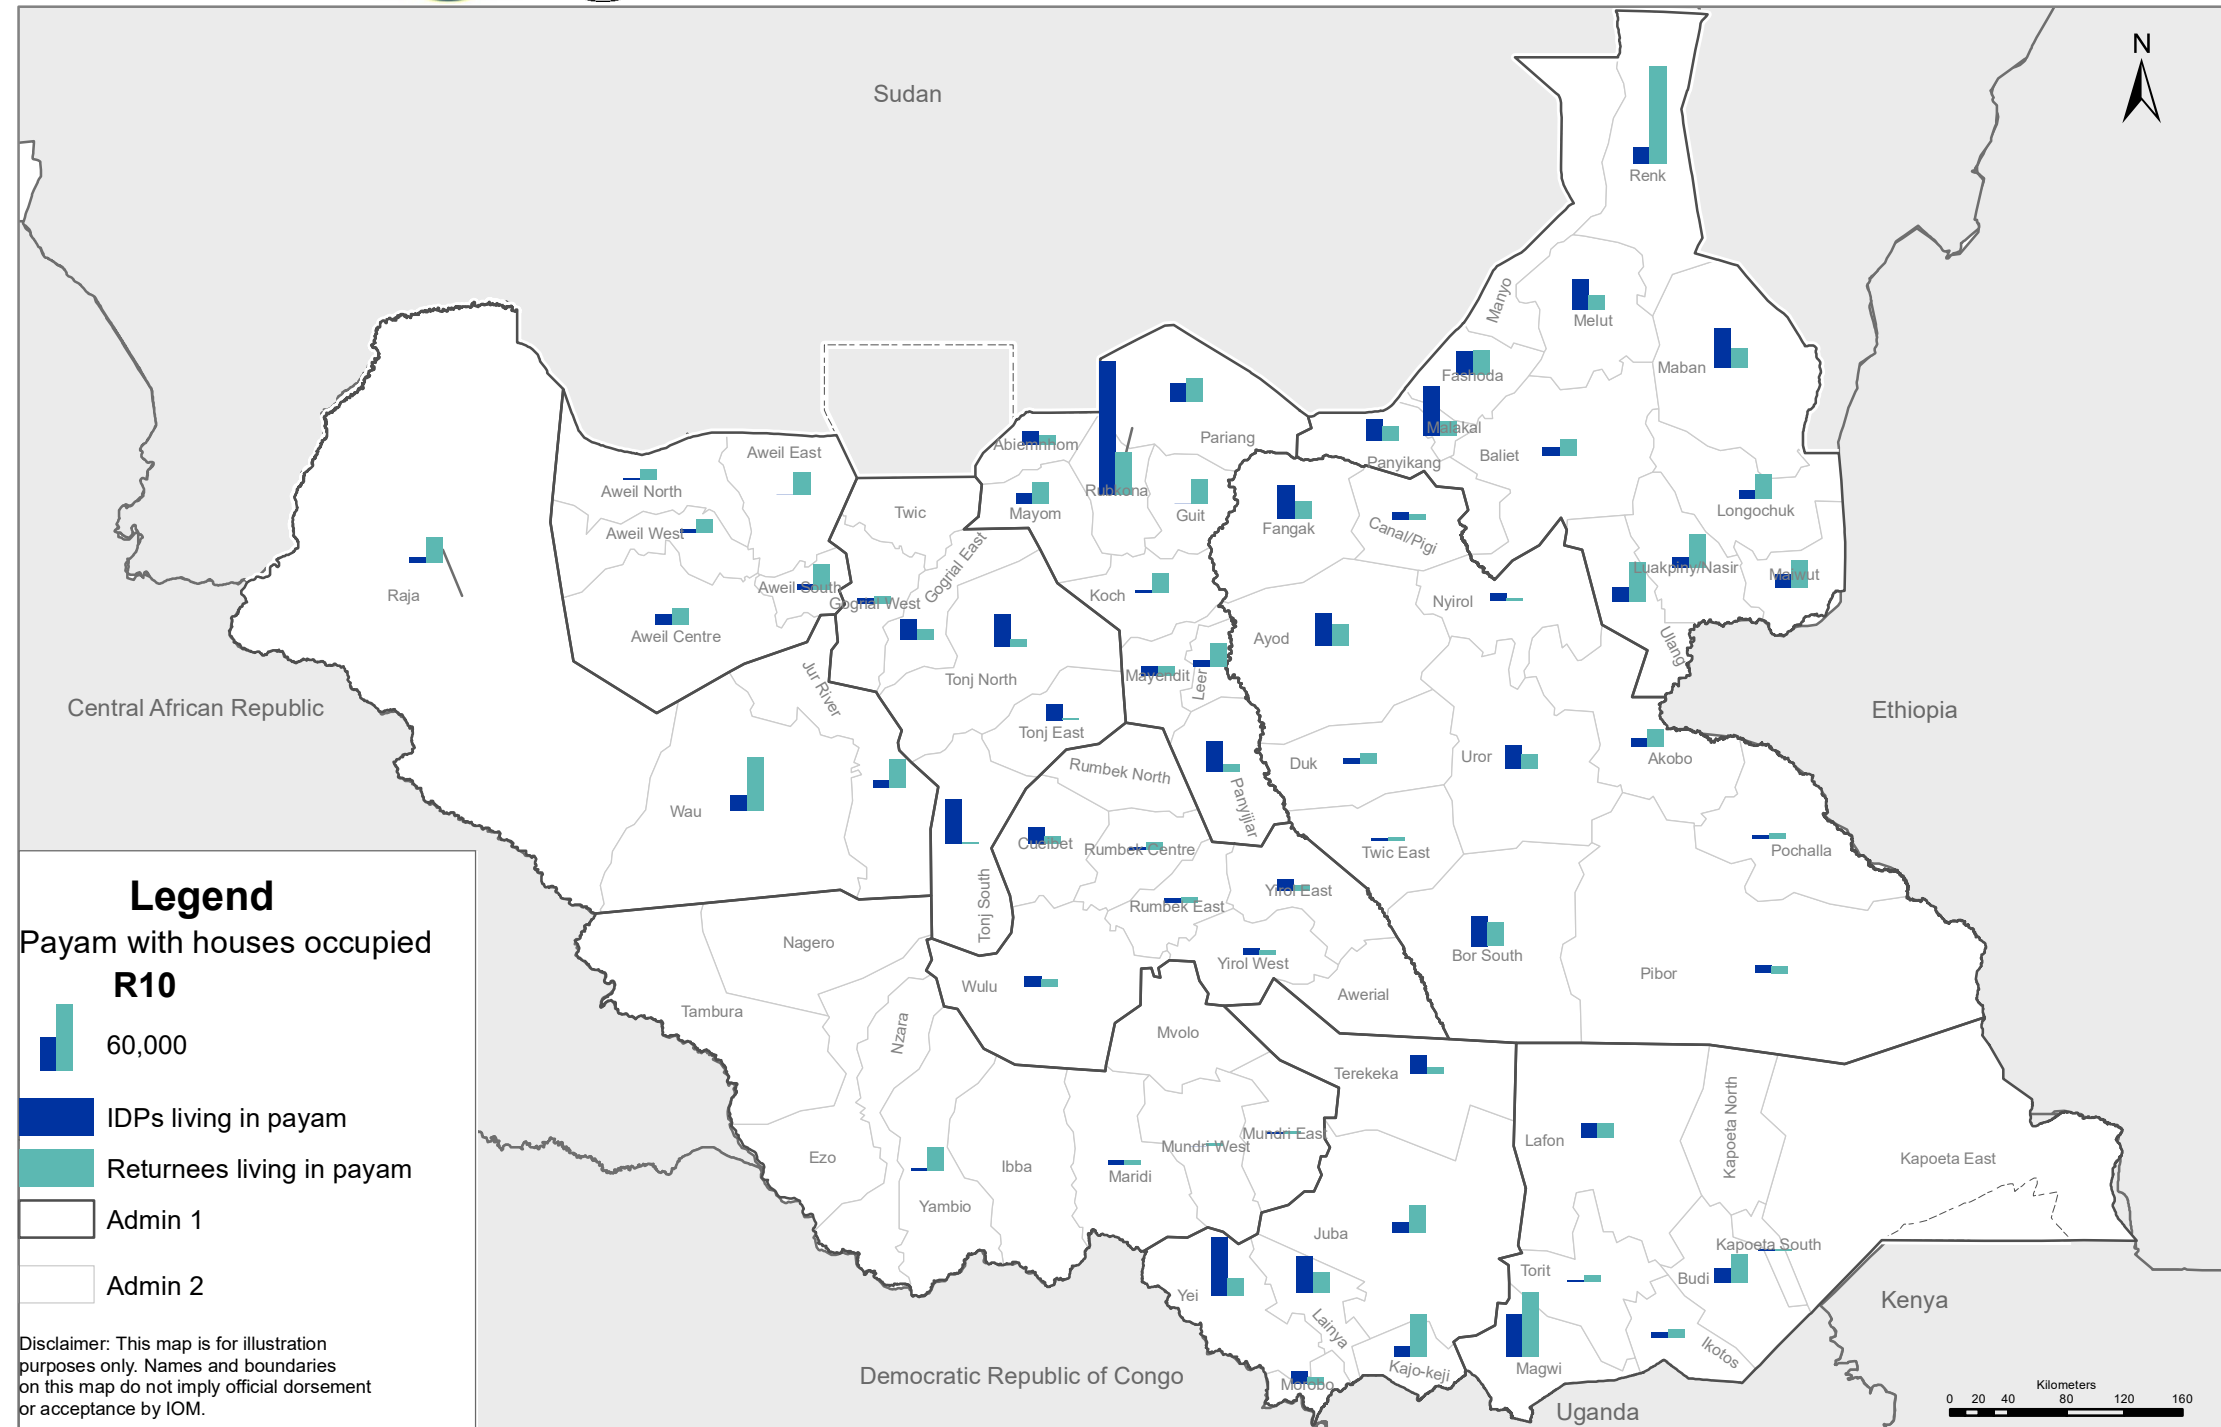 Sudan
N
Renk
Manyo
Melut
Maban
Fashoda
Malakal
Abiemnhom
Pariang
Panyikang
Baliet
Aweil East
Aweil North
Rubkona
Mayom
Guit
Twic
Fangak
Canal/Pigi
Longochuk
Aweil West
Gogrial East
Luakpiny/Nasir
Maiwut
Aweil South
Gogrial West
Raja
Koch
Nyirol
Aweil Centre
Ayod
Ulang
Jur River
Tonj North
Mayendit
Leer
Central African Republic
Ethiopia
Tonj East
Rumbek North
Duk
Uror
Akobo
Wau
Panyijiar
Cueibet
Rumbek Centre
Twic East
Pochalla
Yirol East
Tonj South
Rumbek East
Nagero
Bor South
Yirol West
Pibor
Wulu
Awerial
Tambura
Nzara
Mvolo
Terekeka
Mundri East
Mundri West
Lafon
Kapoeta North
Ezo
Ibba
Maridi
Kapoeta East
Yambio
Juba
Kapoeta South
Torit
Budi
Yei
Lainya
Kenya
Ikotos
Kajo-keji
Magwi
Morobo
Democratic Republic of Congo
Uganda
Legend
Payam with houses occupied
R10
60,000
IDPs living in payam
Returnees living in payam
Admin 1
Admin 2
Disclaimer: This map is for illustration
purposes only. Names and boundaries
on this map do not imply official dorsement
or acceptance by IOM.
Kilometers
0 20 40 80 120 160